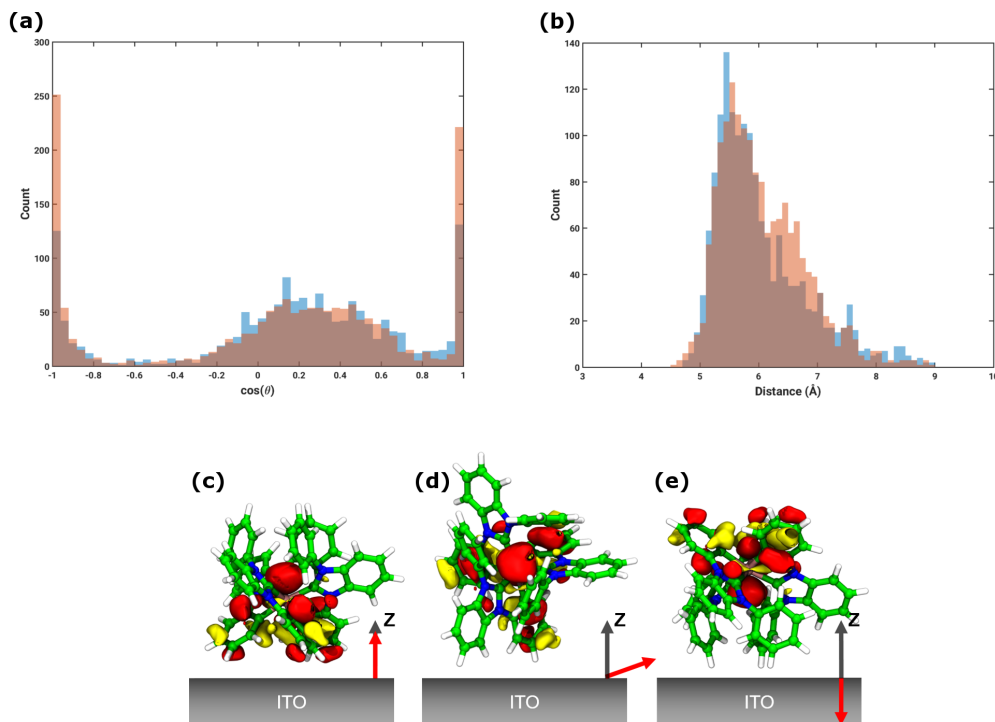 (a)
300
250
200
150
100
50
0
Count
-1 -0.8 -0.6 -0.4 -0.2 0 0.2 0.4 0.6 0.8 1
cos(θ)
(b)
140
120
100
80
60
40
20
0
Count
3 4 5 6 7 8 9 10
Distance (Å)
(c)
Z
ITO
(d)
Z
ITO
(e)
Z
ITO